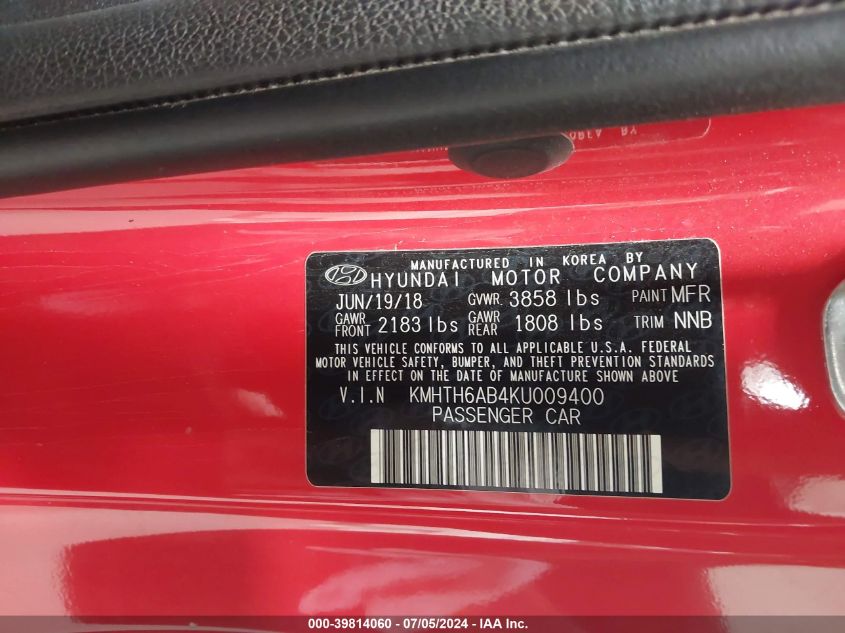 MANUFACTURED IN KOREA BY
HYUNDAI MOTOR COMPANY
JUN/19/18 GVWR 3858 lbs PAINT MFR
GAWR FRONT 2183 lbs GAWR REAR 1808 lbs TRIM NNB
THIS VEHICLE CONFORMS TO ALL APPLICABLE U.S.A. FEDERAL
MOTOR VEHICLE SAFETY, BUMPER, AND THEFT PREVENTION STANDARDS
IN EFFECT ON THE DATE OF MANUFACTURE SHOWN ABOVE
V.I.N KMHTH6AB4KU009400
PASSENGER CAR
000-39814060 - 07/05/2024 - IAA Inc.